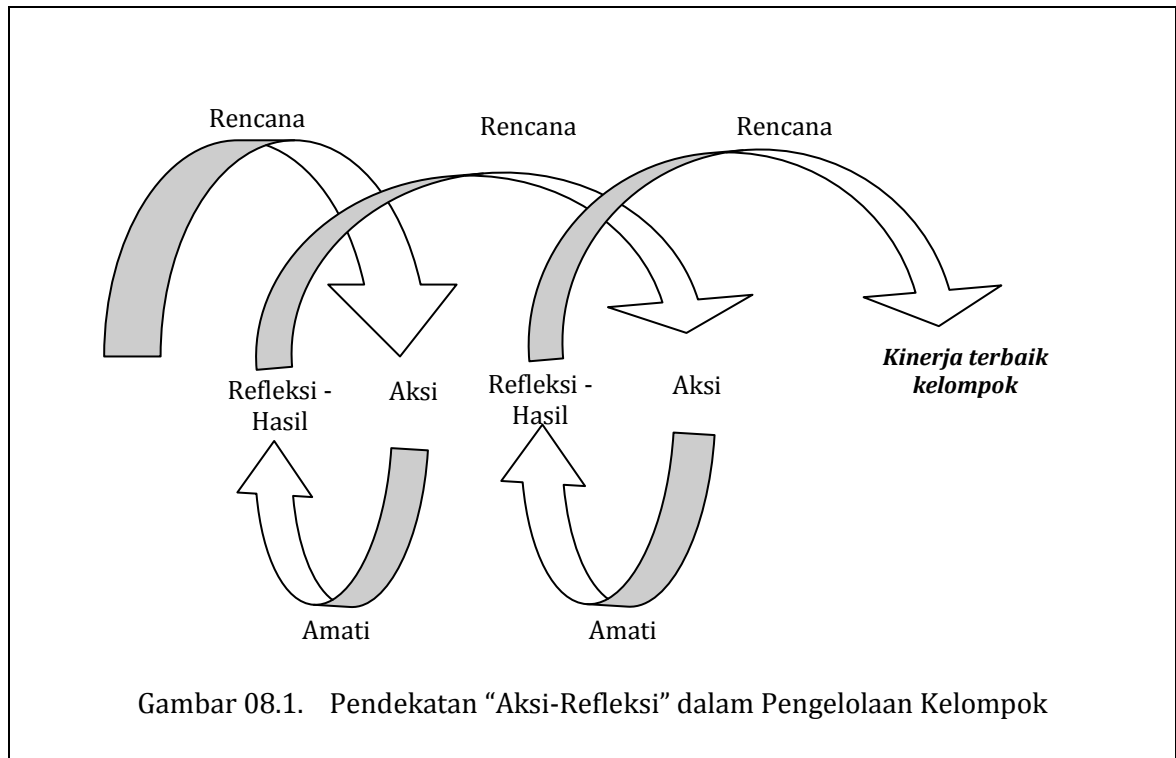 Rencana
Rencana
Rencana
Refleksi -
Hasil
Aksi
Refleksi -
Hasil
Aksi
Kinerja terbaik
kelompok
Amati
Amati
Gambar 08.1. Pendekatan “Aksi-Refleksi” dalam Pengelolaan Kelompok